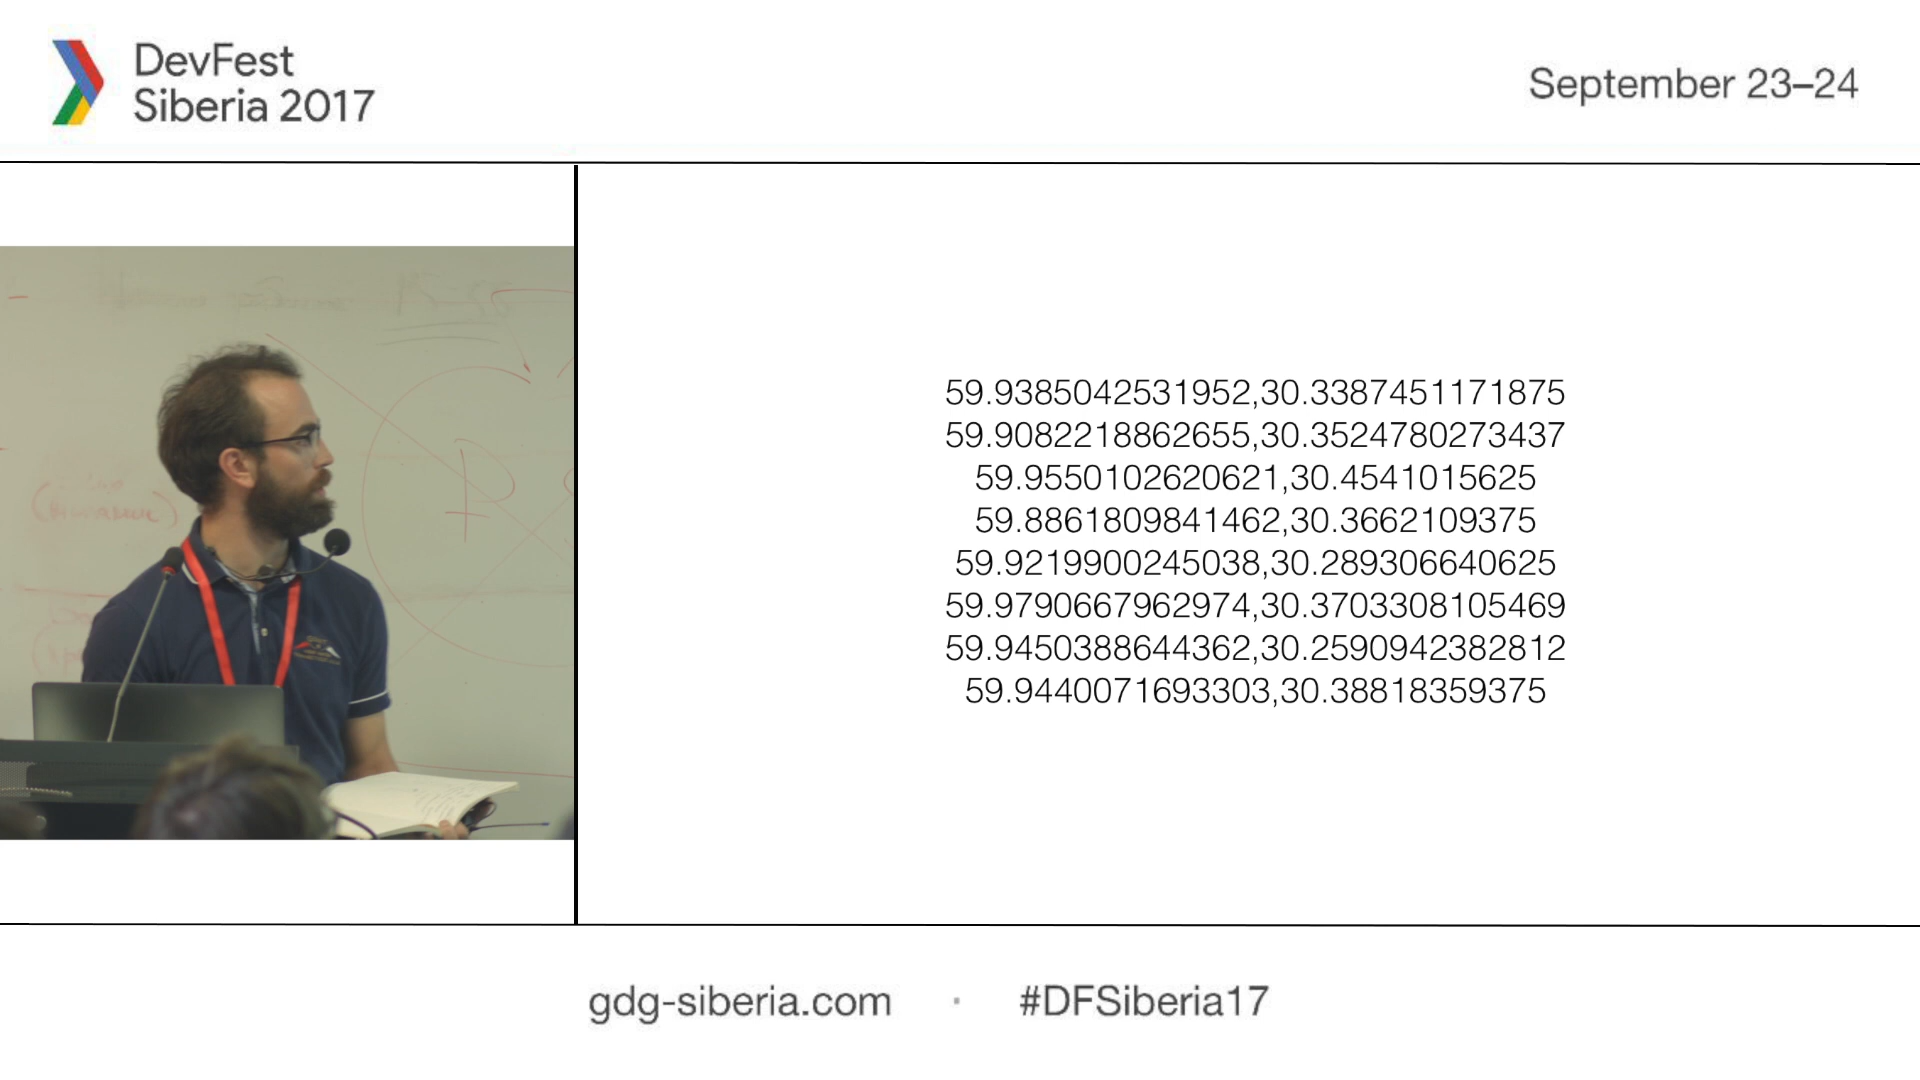 DevFest
Siberia 2017
September 23–24
59.9385042531952,30.3387451171875
59.9082218862655,30.3524780273437
59.9550102620621,30.4541015625
59.8861809841462,30.3662109375
59.9219900245038,30.289306640625
59.9790667962974,30.3703308105469
59.9450388644362,30.2590942382812
59.9440071693303,30.38818359375
gdg-siberia.com · #DFSiberia17